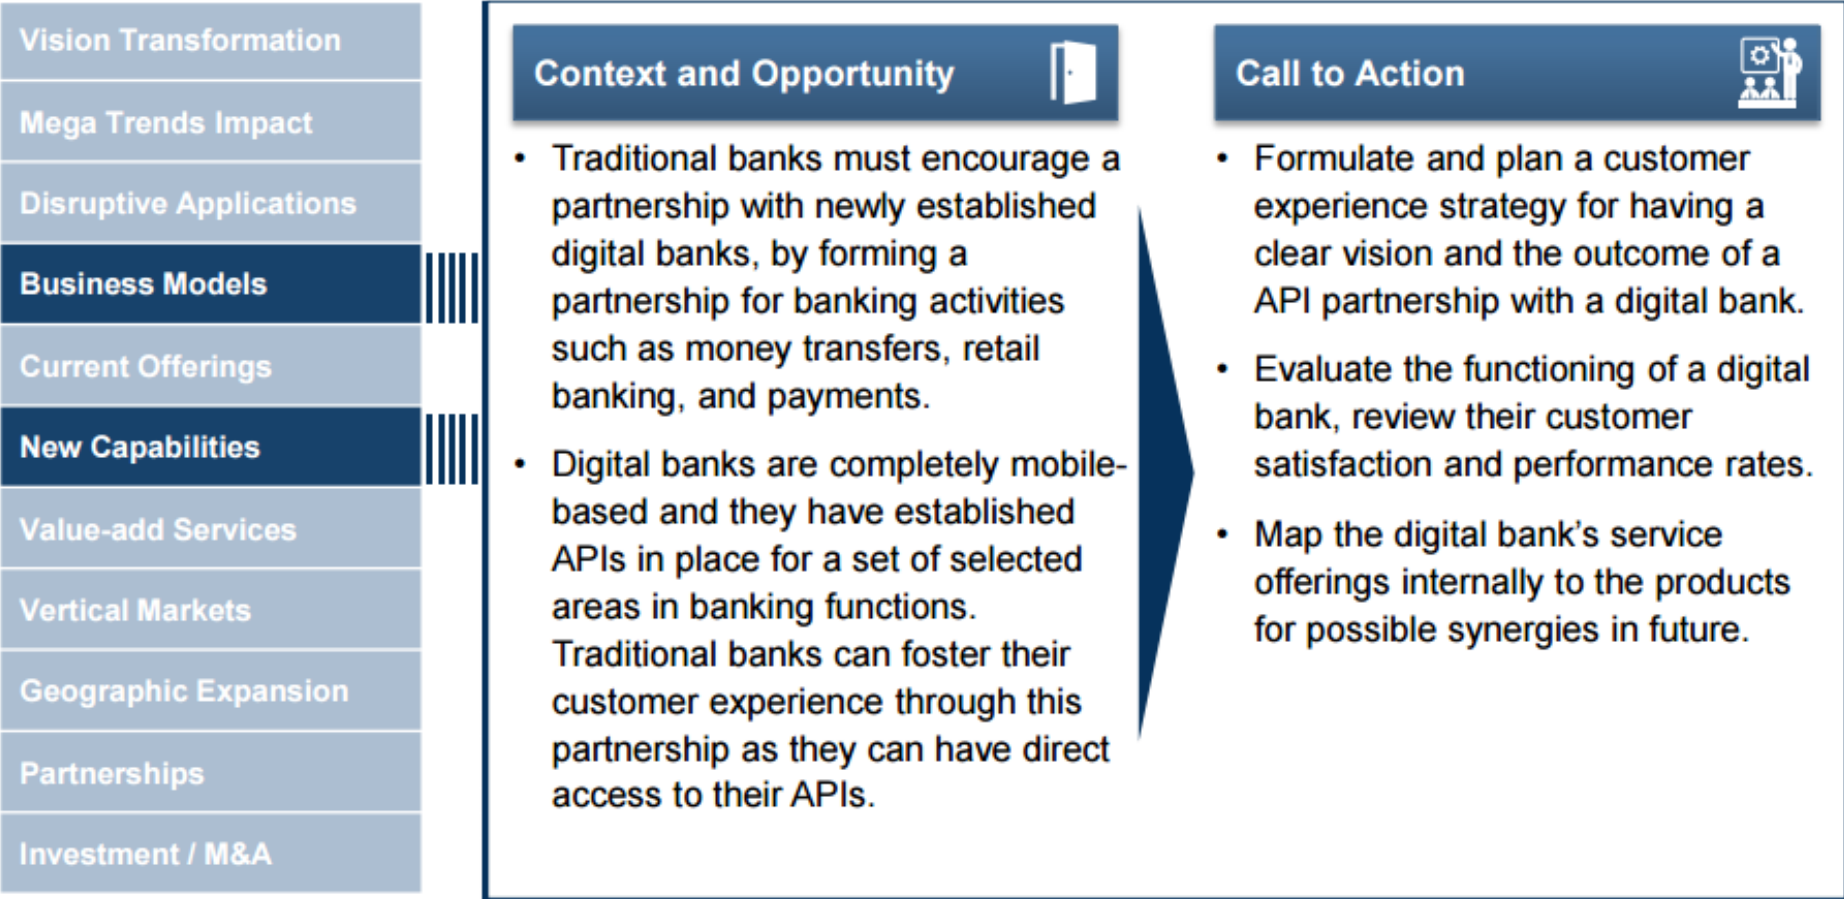 Vision Transformation
Mega Trends Impact
Disruptive Applications
Business Models
Current Offerings
New Capabilities
Value-add Services
Vertical Markets
Geographic Expansion
Partnerships
Investment / M&A
Context and Opportunity
• Traditional banks must encourage a
partnership with newly established
digital banks, by forming a
partnership for banking activities
such as money transfers, retail
banking, and payments.
• Digital banks are completely mobile-
based and they have established
APIs in place for a set of selected
areas in banking functions.
Traditional banks can foster their
customer experience through this
partnership as they can have direct
access to their APIs.
Call to Action
• Formulate and plan a customer
experience strategy for having a
clear vision and the outcome of a
API partnership with a digital bank.
• Evaluate the functioning of a digital
bank, review their customer
satisfaction and performance rates.
• Map the digital bank’s service
offerings internally to the products
for possible synergies in future.